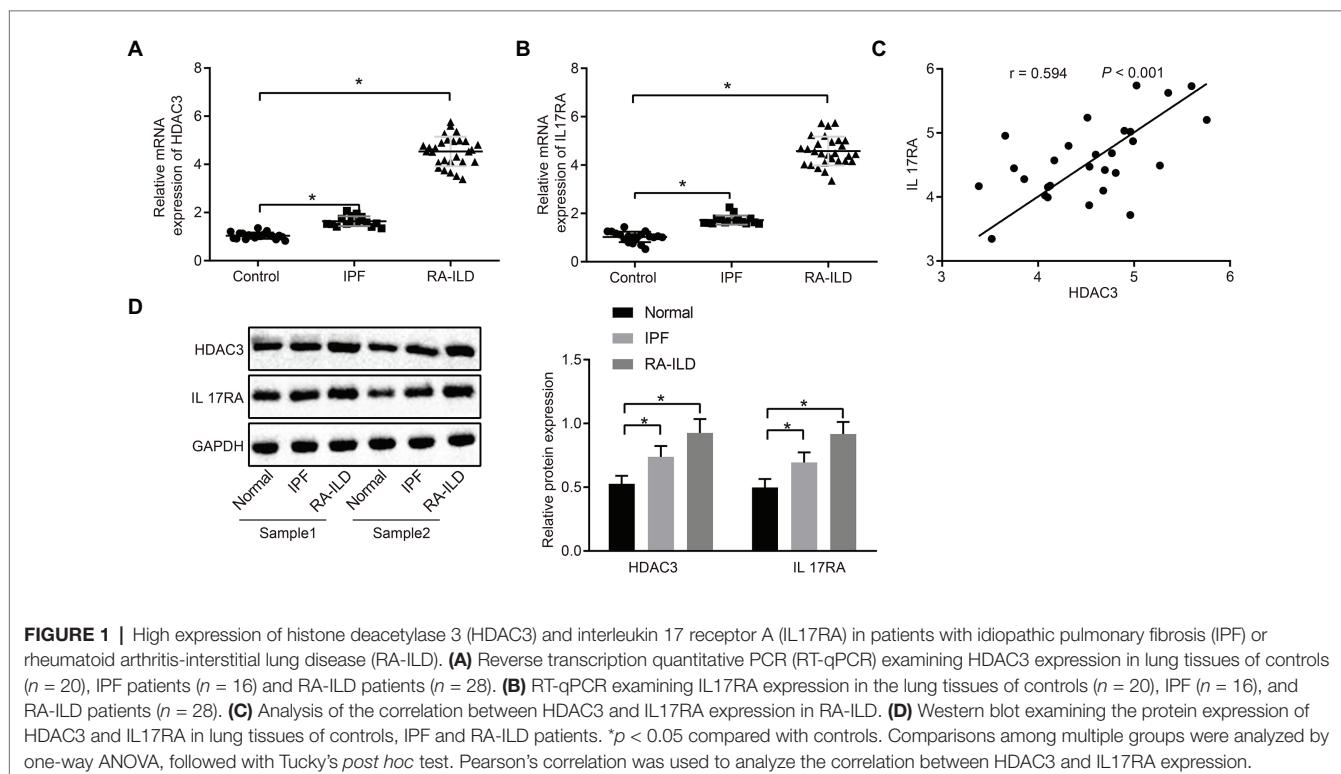 A
Relative mRNA
expression of HDAC3
8
6
4
2
0
*
*
Control IPF RA-ILD
B
Relative mRNA
expression of IL17RA
8
6
4
2
0
*
*
Control IPF RA-ILD
C
IL 17RA
6
5
4
3
r = 0.594 P < 0.001
3 4 5 6
HDAC3
D
HDAC3
IL 17RA
GAPDH
Normal IPF RA-ILD Normal IPF RA-ILD
Sample1 Sample2
Normal
IPF
RA-ILD
Relative protein expression
1.5
1.0
0.5
0.0
* * * *
HDAC3 IL 17RA
FIGURE 1 | High expression of histone deacetylase 3 (HDAC3) and interleukin 17 receptor A (IL17RA) in patients with idiopathic pulmonary fibrosis (IPF) or
rheumatoid arthritis-interstitial lung disease (RA-ILD). (A) Reverse transcription quantitative PCR (RT-qPCR) examining HDAC3 expression in lung tissues of controls
(n = 20), IPF patients (n = 16) and RA-ILD patients (n = 28). (B) RT-qPCR examining IL17RA expression in the lung tissues of controls (n = 20), IPF (n = 16), and
RA-ILD patients (n = 28). (C) Analysis of the correlation between HDAC3 and IL17RA expression in RA-ILD. (D) Western blot examining the protein expression of
HDAC3 and IL17RA in lung tissues of controls, IPF and RA-ILD patients. *p < 0.05 compared with controls. Comparisons among multiple groups were analyzed by
one-way ANOVA, followed with Tucky's post hoc test. Pearson's correlation was used to analyze the correlation between HDAC3 and IL17RA expression.